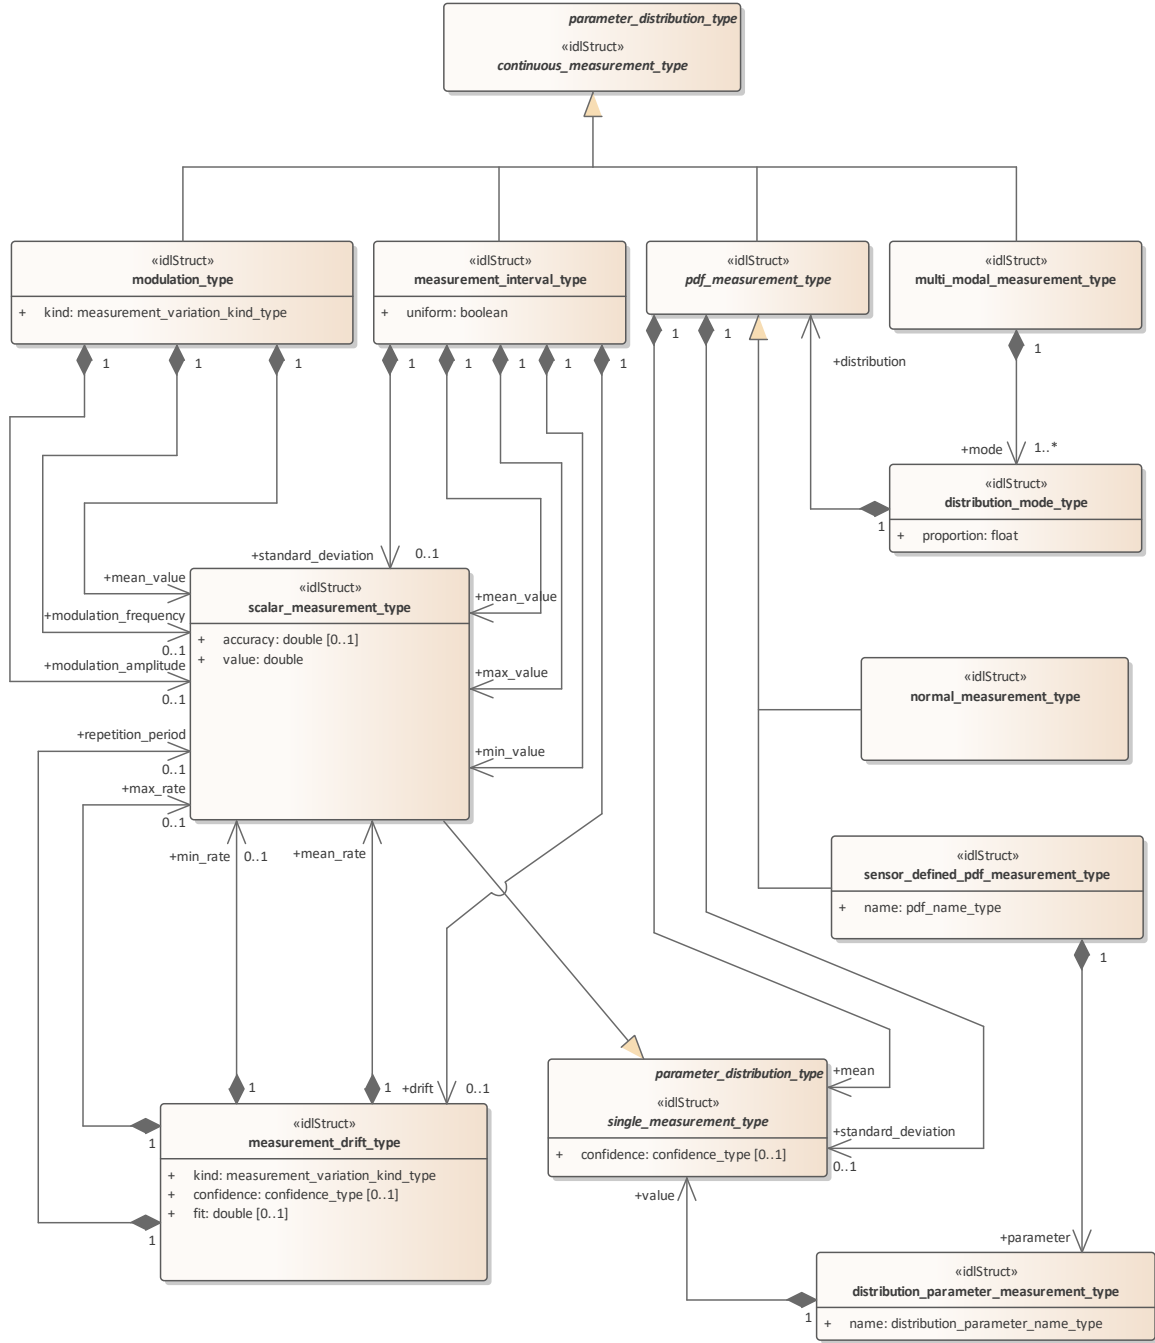 parameter_distribution_type
«idlStruct»
continuous_measurement_type
«idlStruct»
modulation_type
+ kind: measurement_variation_kind_type
«idlStruct»
measurement_interval_type
+ uniform: boolean
«idlStruct»
pdf_measurement_type
«idlStruct»
multi_modal_measurement_type
1
1
1
1
1
1
1
1
1
1
1
+distribution
+mode
1..*
«idlStruct»
distribution_mode_type
+ proportion: float
1
+standard_deviation
0..1
+mean_value
+modulation_frequency
0..1
+modulation_amplitude
0..1
+repetition_period
0..1
+max_rate
0..1
«idlStruct»
scalar_measurement_type
+ accuracy: double [0..1]
+ value: double
+mean_value
+max_value
+min_value
«idlStruct»
normal_measurement_type
+min_rate
0..1
+mean_rate
«idlStruct»
sensor_defined_pdf_measurement_type
+ name: pdf_name_type
1
1
1
+drift
0..1
1
«idlStruct»
measurement_drift_type
+ kind: measurement_variation_kind_type
+ confidence: confidence_type [0..1]
+ fit: double [0..1]
1
parameter_distribution_type
«idlStruct»
single_measurement_type
+ confidence: confidence_type [0..1]
+mean
+standard_deviation
0..1
+value
+parameter
1
«idlStruct»
distribution_parameter_measurement_type
+ name: distribution_parameter_name_type